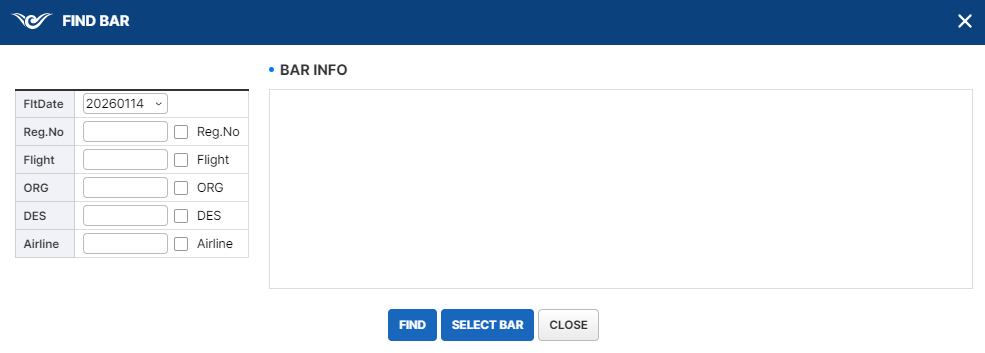 FIND BAR
BAR INFO
FltDate 20260114
Reg.No Reg.No
Flight Flight
ORG ORG
DES DES
Airline Airline
FIND SELECT BAR CLOSE